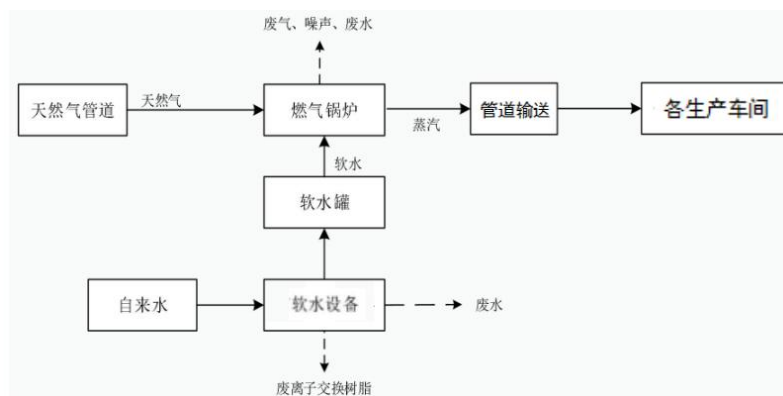 废气、噪声、废水
天然气管道
天然气
燃气锅炉
蒸汽
管道输送
各生产车间
软水
软水罐
自来水
软水设备
废水
废离子交换树脂